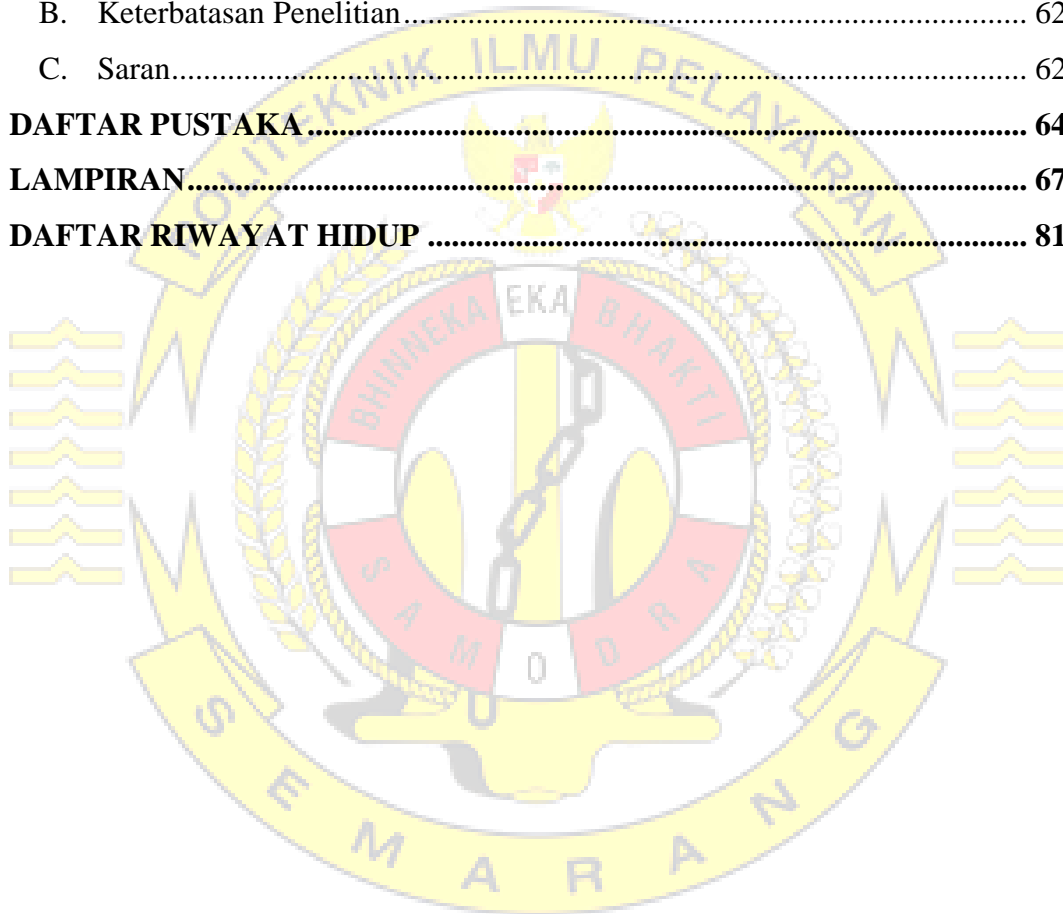 B. Keterbatasan Penelitian.................................................................................. 62
C. Saran............................................................................................................. 62
DAFTAR PUSTAKA.......................................................................................... 64
LAMPIRAN......................................................................................................... 67
DAFTAR RIWAYAT HIDUP ........................................................................... 81
POLITEKNIK ILMU PELAYARAN
BHINNEKA EKA BHAKTI
SAMODRA
SEMARANG